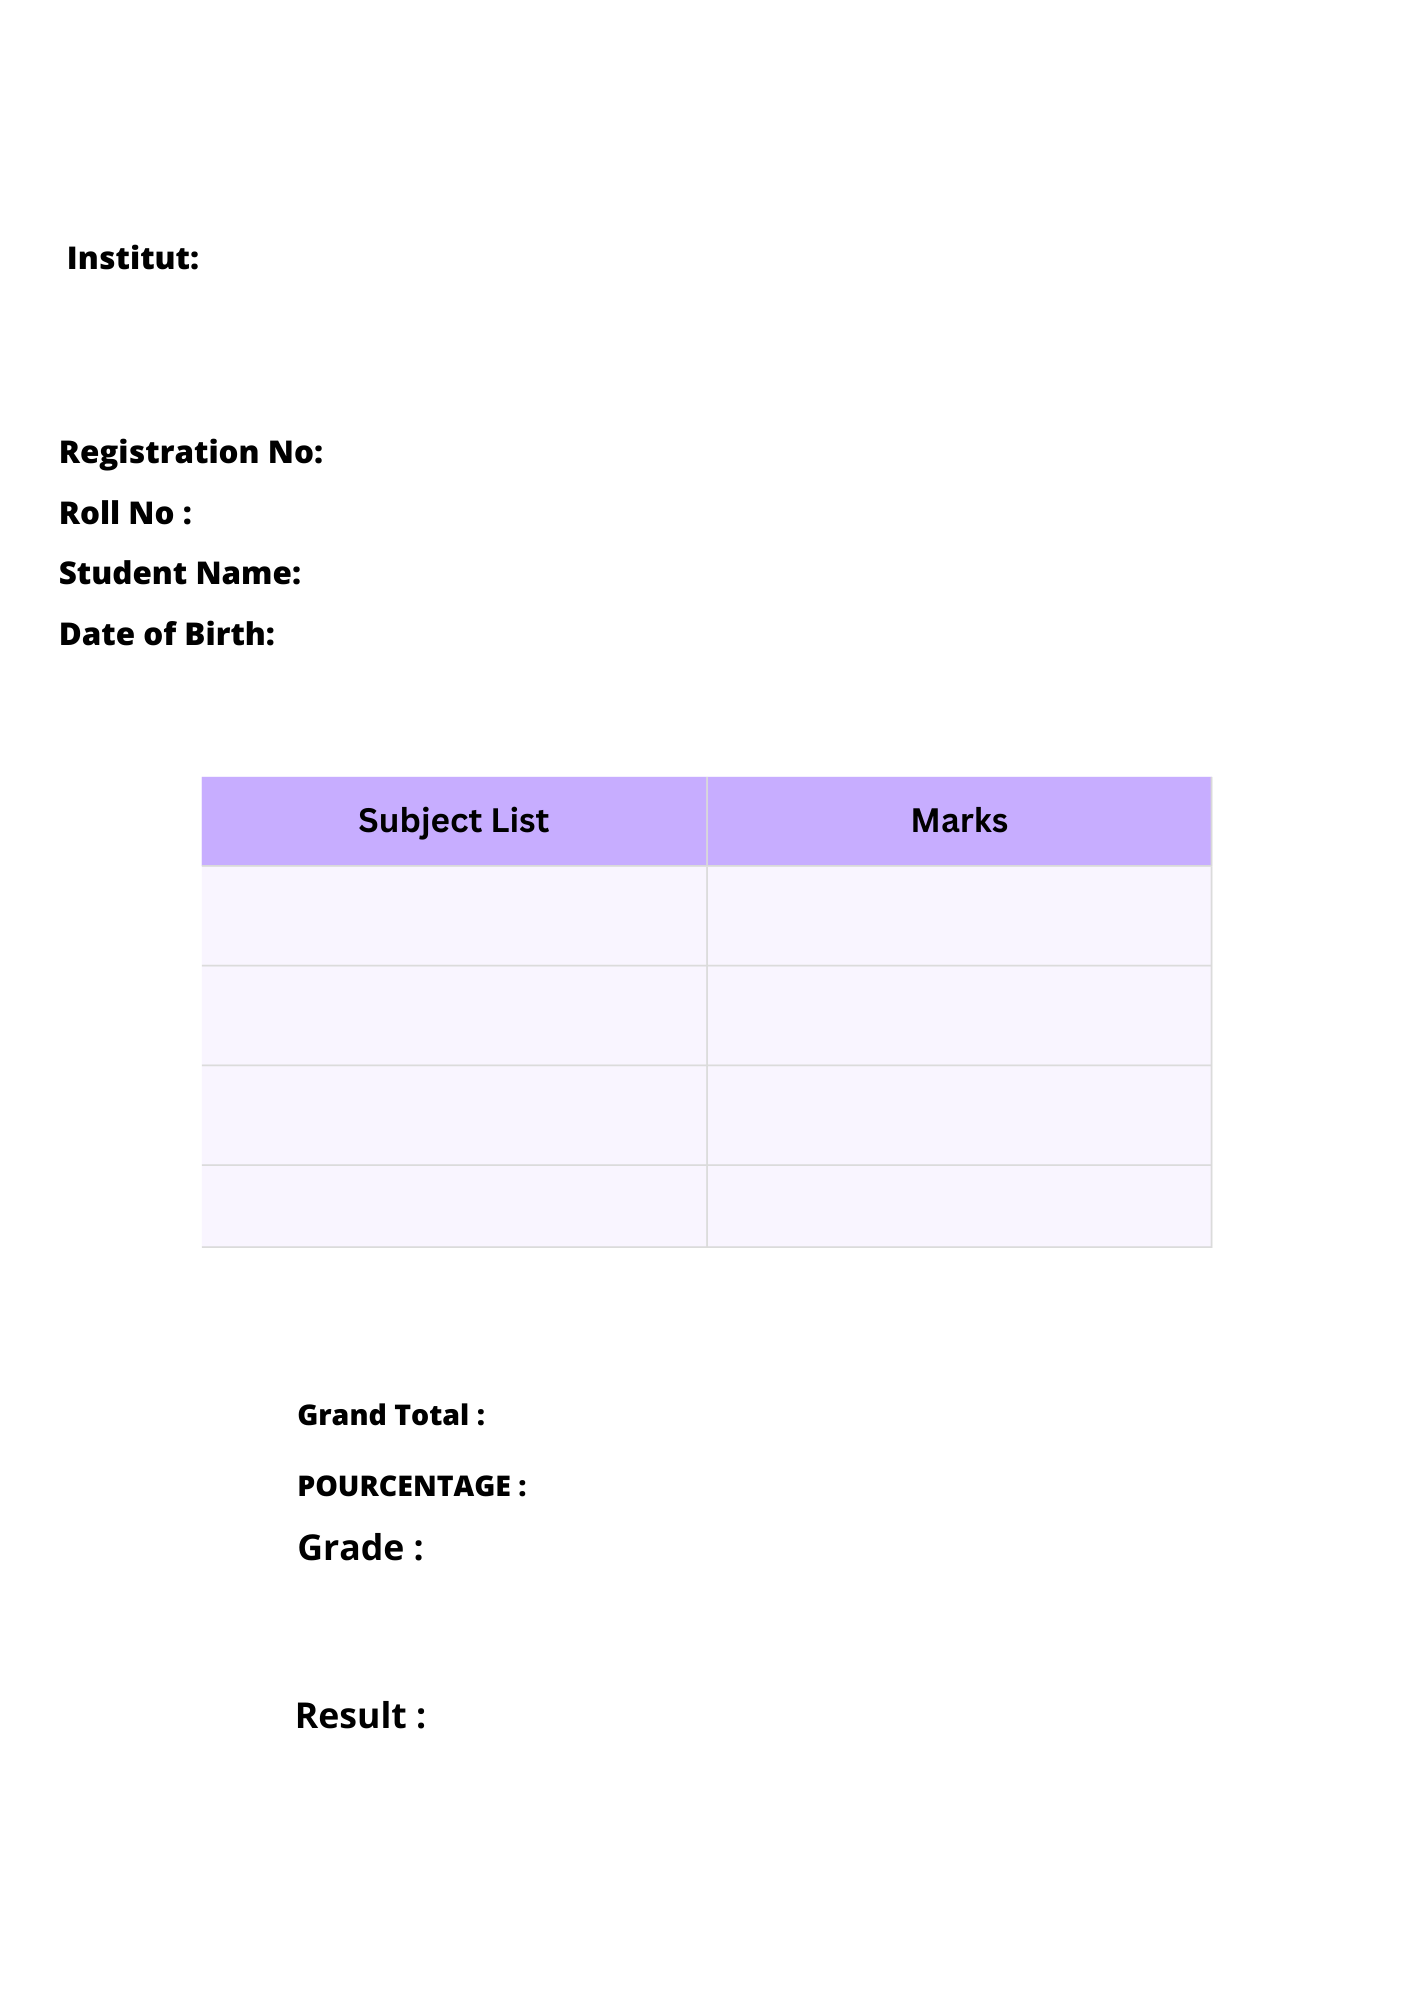 Institut:
Registration No:
Roll No :
Student Name:
Date of Birth:
Subject List Marks
Grand Total :
POURCENTAGE :
Grade :
Result :